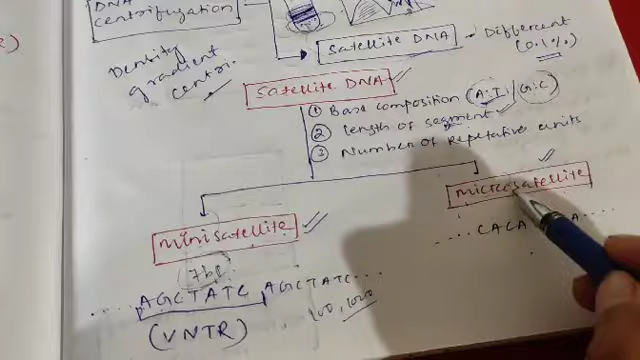 DNA
centrifugation
Satellite DNA - Different
(0.1%)
Density
gradient
centri.
Satellite DNA
① Base composition (A:T/G:C)
② length of segment
③ Number of repetative units
minisatellite
microsatellite
7bp
.... AGCTATC AGCTATC...
(VNTR)
100, 1000
.... CACA A....